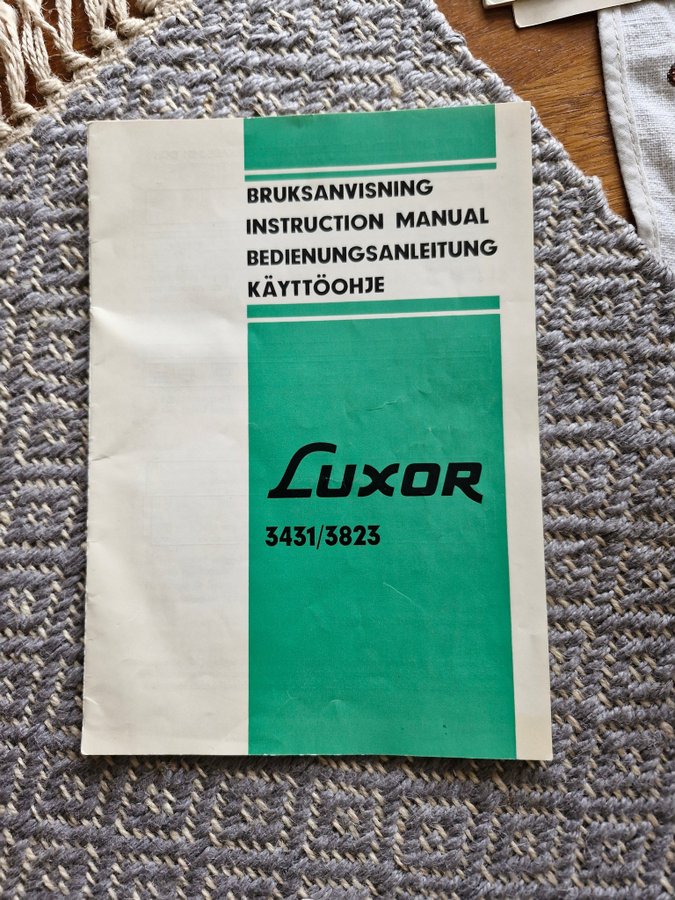 BRUKSANVISNING
INSTRUCTION MANUAL
BEDIENUNGSANLEITUNG
KÄYTTÖOHJE
LUXOR
3431/3823